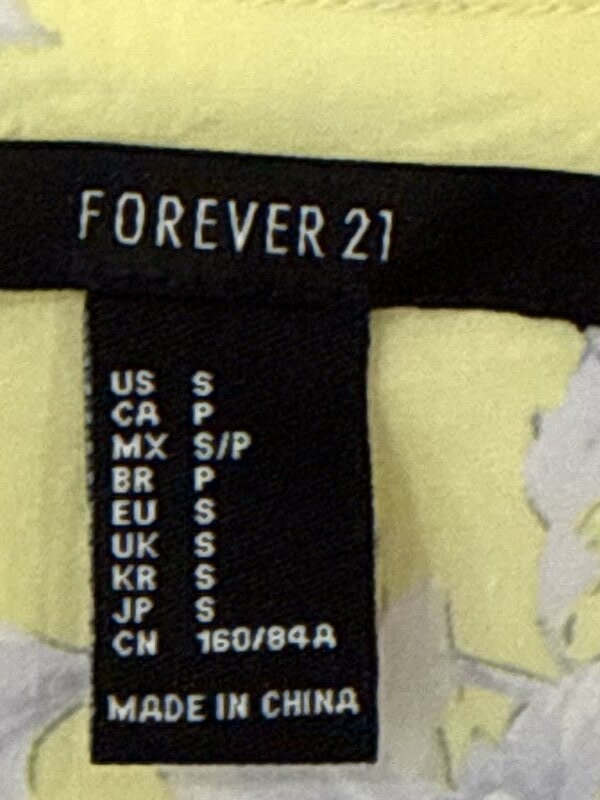 FOREVER 21
US S
CA P
MX S/P
BR P
EU S
UK S
KR S
JP S
CN 160/84A
MADE IN CHINA